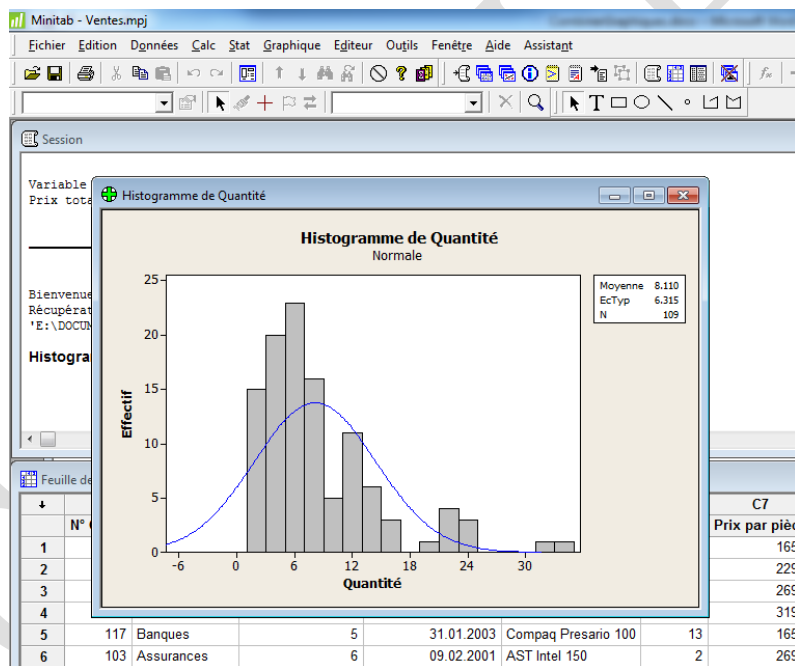 Minitab - Ventes.mpj
Fichier Edition Données Calc Stat Graphique Editeur Outils Fenêtre Aide Assistant
Session
Variable
Prix tota
Bienvenue
Récupérat
'E:\DOCUM
Histogra
Histogramme de Quantité
Histogramme de Quantité
Normale
Moyenne 8.110
EcTyp 6.315
N 109
Effectif
25
20
15
10
5
0
-6 0 6 12 18 24 30
Quantité
Feuille de
C7
N° Prix par pièc
1 165
2 229
3 269
4 319
5 117 Banques 5 31.01.2003 Compaq Presario 100 13 165
6 103 Assurances 6 09.02.2001 AST Intel 150 2 269